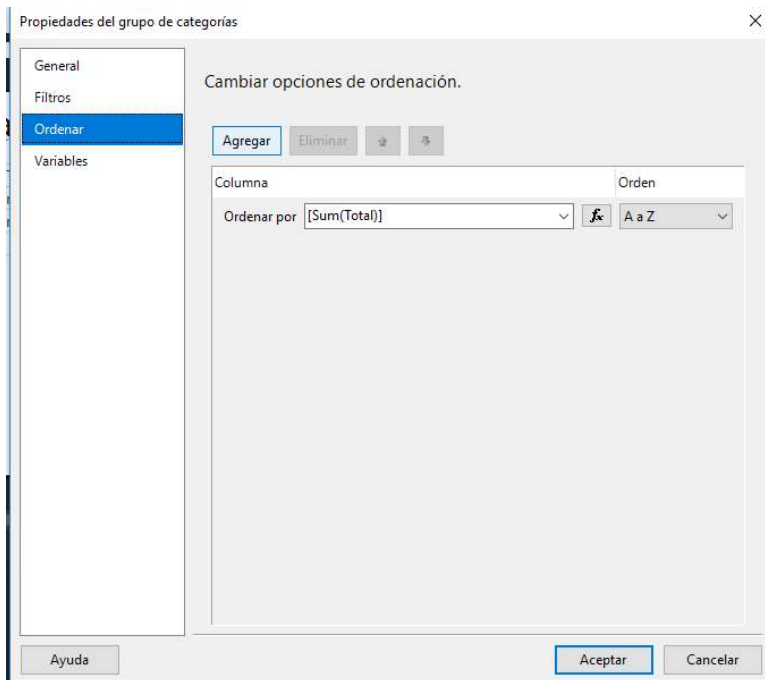 Propiedades del grupo de categorías
General
Filtros
Ordenar
Variables
Cambiar opciones de ordenación.
Agregar Eliminar
Columna Orden
Ordenar por [Sum(Total)] fx A a Z
Ayuda Aceptar Cancelar